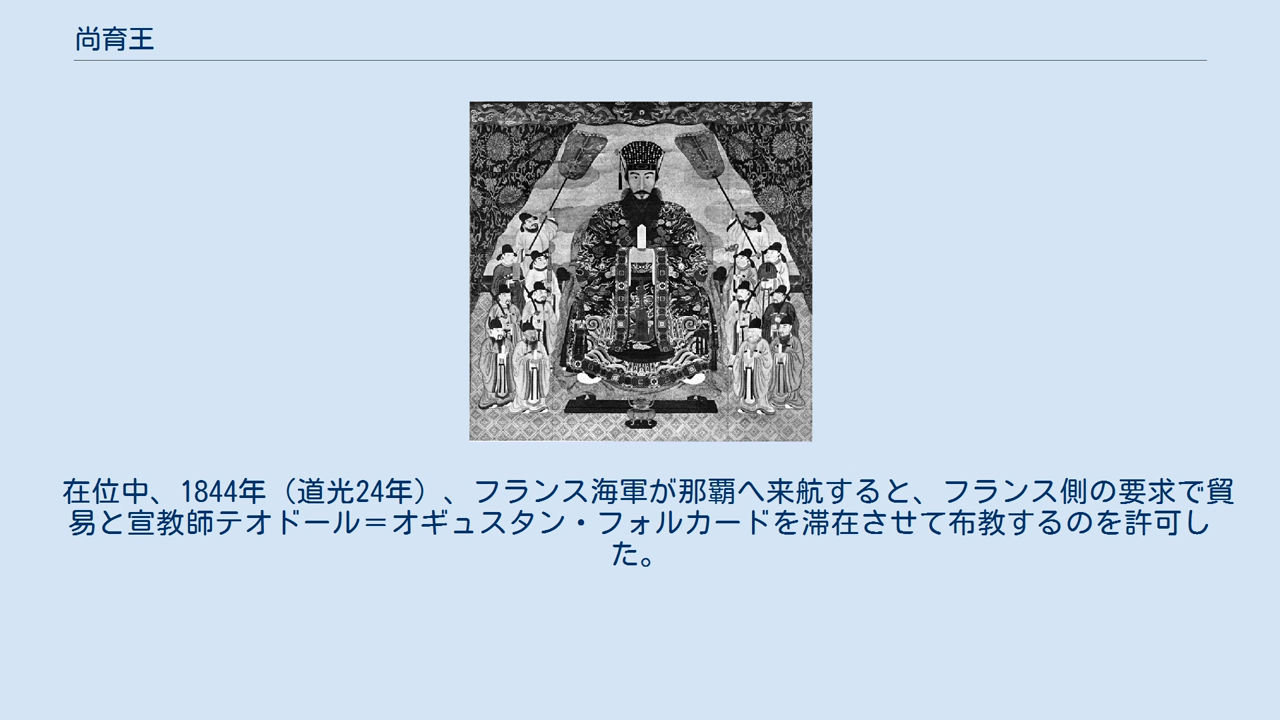 尚育王
在位中、1844年（道光24年）、フランス海軍が那覇へ来航すると、フランス側の要求で貿
易と宣教師テオドール＝オギュスタン・フォルカードを滞在させて布教するのを許可し
た。